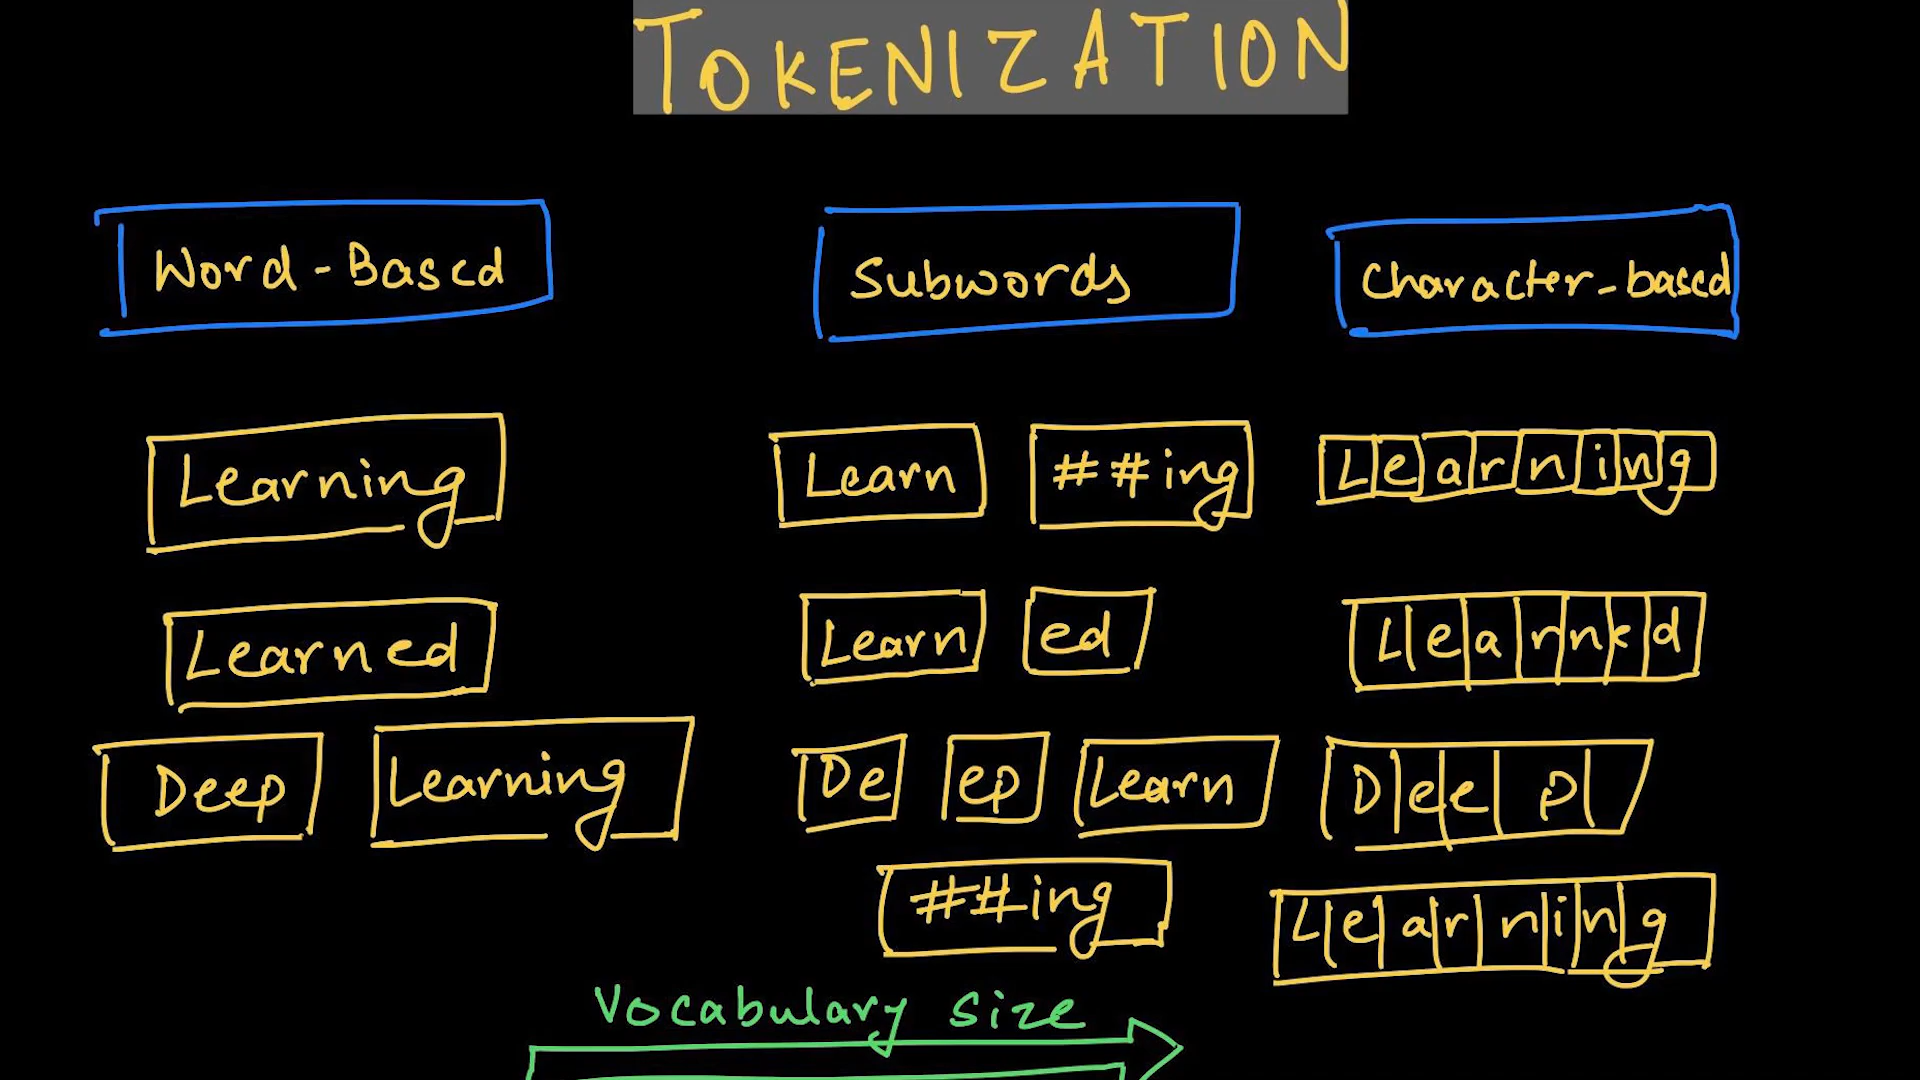 TOKENIZATION
Word-Based Subwords Character-based
Learning Learn ##ing Learning
Learned Learn ed Learned
Deep Learning De ep Learn Deep
##ing Learning
Vocabulary size